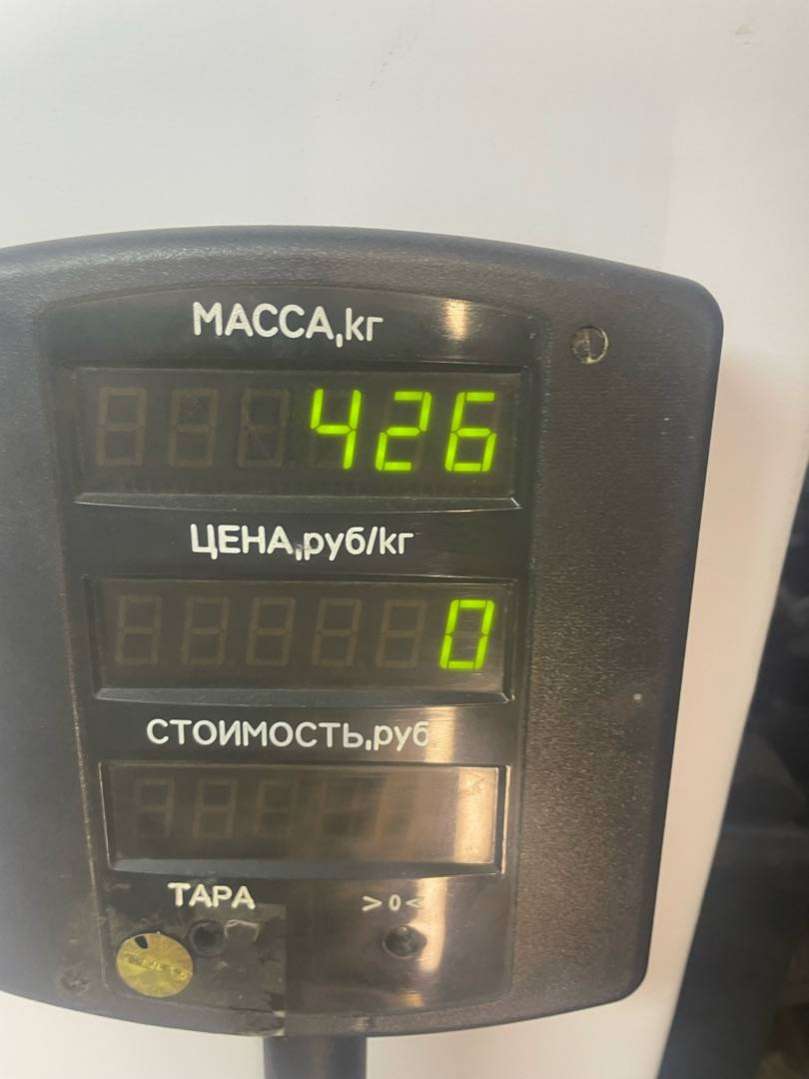 МАССА,кг
426
ЦЕНА,руб/кг
0
СТОИМОСТЬ,руб
ТАРА >0<